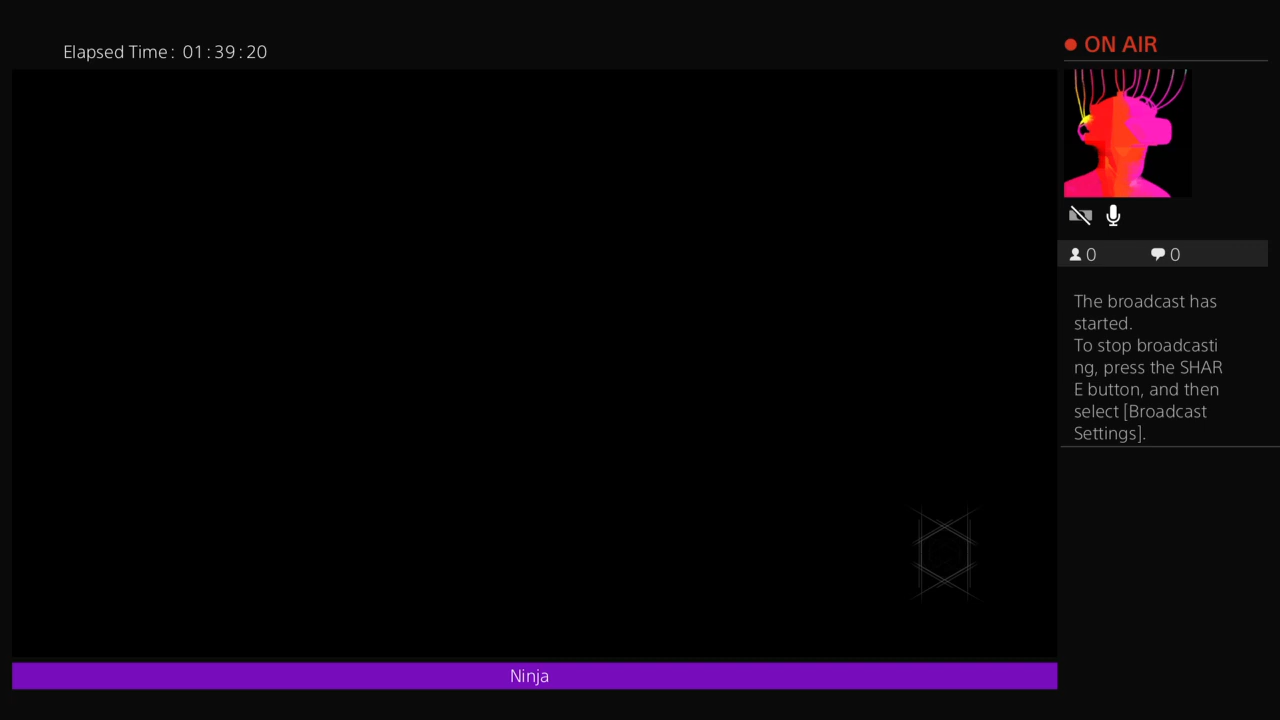 Elapsed Time: 01:39:20
ON AIR
0
0
The broadcast has
started.
To stop broadcasti
ng, press the SHAR
E button, and then
select [Broadcast
Settings].
Ninja